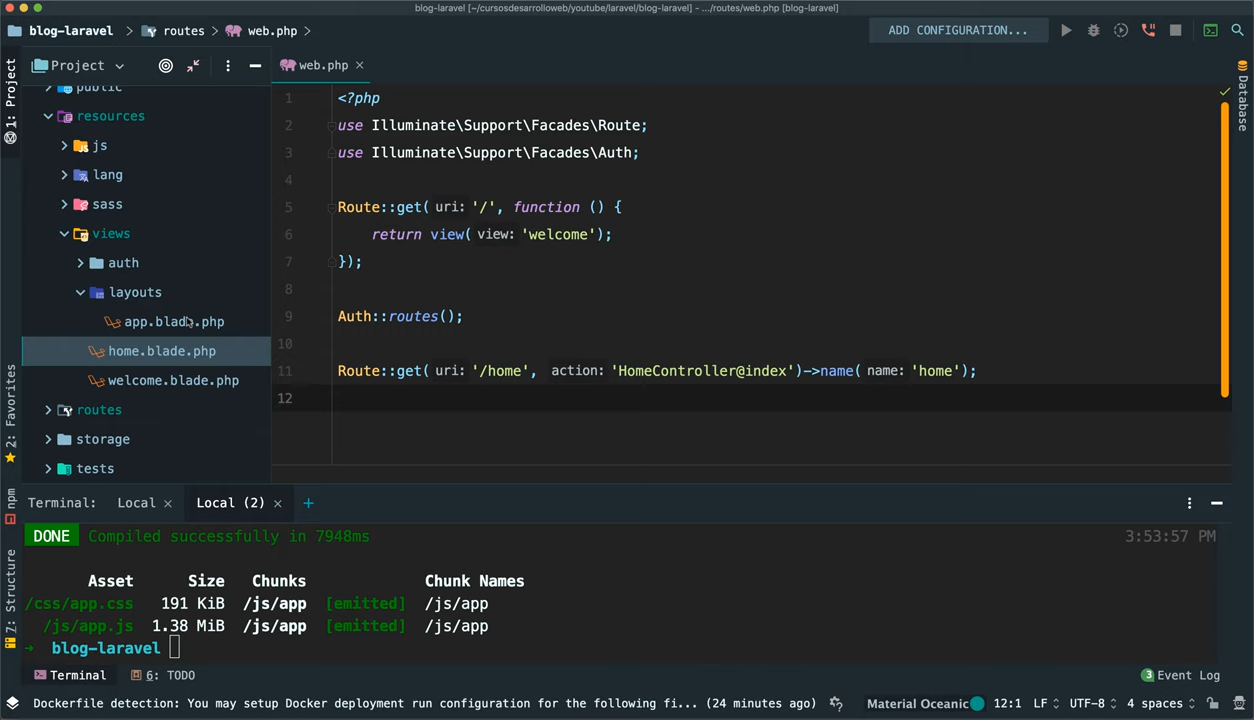 blog-laravel [~/cursosdesarrolloweb/youtube/laravel/blog-laravel] - .../routes/web.php [blog-laravel]
blog-laravel routes web.php ADD CONFIGURATION...
Project web.php
1: Project
Database
public
resources
js
lang
sass
views
auth
layouts
app.blade.php
home.blade.php
welcome.blade.php
routes
storage
tests
2: Favorites
npm
7: Structure
1 <?php
2 use Illuminate\Support\Facades\Route;
3 use Illuminate\Support\Facades\Auth;
4
5 Route::get( uri: '/', function () {
6 return view( view: 'welcome');
7 });
8
9 Auth::routes();
10
11 Route::get( uri: '/home', action: 'HomeController@index')->name( name: 'home');
12
Terminal: Local Local (2) +
DONE Compiled successfully in 7948ms 3:53:57 PM
Asset Size Chunks Chunk Names
/css/app.css 191 KiB /js/app [emitted] /js/app
/js/app.js 1.38 MiB /js/app [emitted] /js/app
→ blog-laravel
Terminal 6: TODO 3 Event Log
Dockerfile detection: You may setup Docker deployment run configuration for the following fi... (24 minutes ago) Material Oceanic 12:1 LF UTF-8 4 spaces